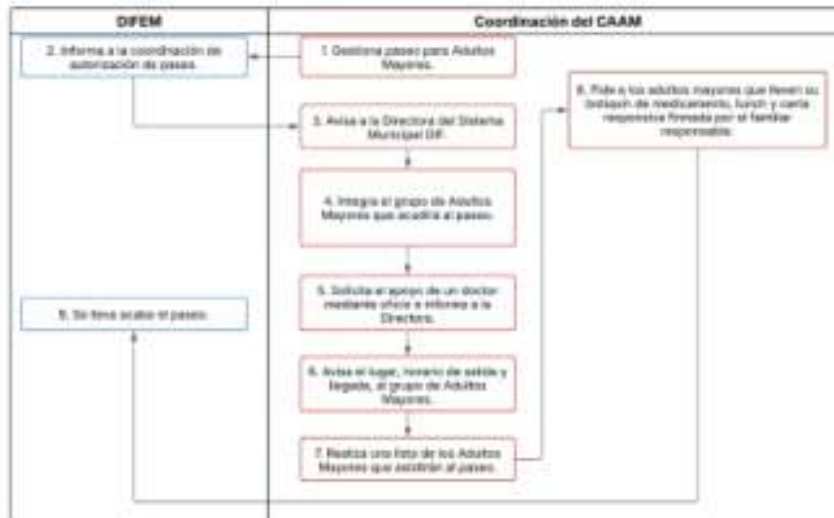 DIFEM
Coordinación del CAAM
2. Informa a la coordinación de
autorización de paseo.
1. Gestiona paseo para Adultos
Mayores.
8. Pide a los adultos mayores que lleven su
botiquín de medicamento, lunch y carta
responsiva firmada por el familiar
responsable.
3. Avisa a la Directora del Sistema
Municipal DIF.
4. Integra el grupo de Adultos
Mayores que acudirá al paseo.
5. Solicita el apoyo de un doctor
mediante oficio e informa a la
Directora.
9. Se lleva acabo el paseo.
6. Avisa el lugar, horario de salida y
llegada, al grupo de Adultos
Mayores.
7. Realiza una lista de los Adultos
Mayores que asistirán al paseo.